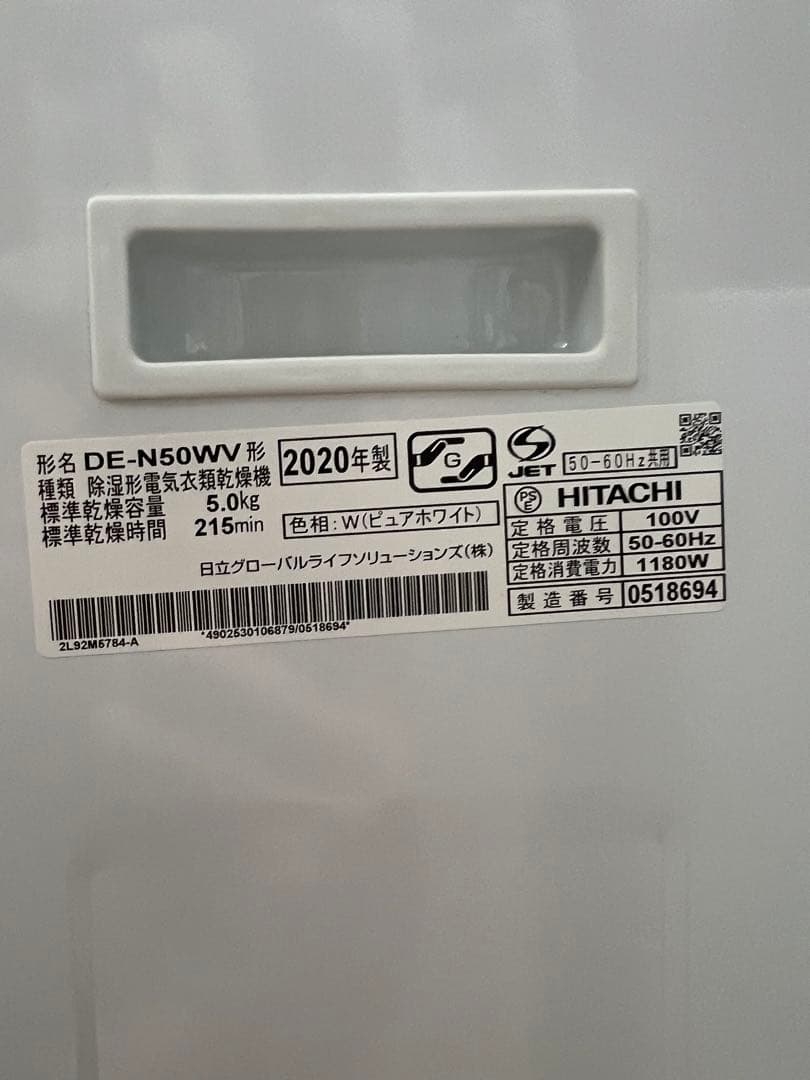 形名 DE-N50WV 形
種類 除湿形電気衣類乾燥機
標準乾燥容量 5.0kg
標準乾燥時間 215min
2020年製
色相:W(ピュアホワイト)
日立グローバルライフソリューションズ(株)
*4902530106879/0518694*
2L92M5784-A
G
JET
50-60Hz共用
PSE
HITACHI
定格電圧 100V
定格周波数 50-60Hz
定格消費電力 1180W
製造番号 0518694